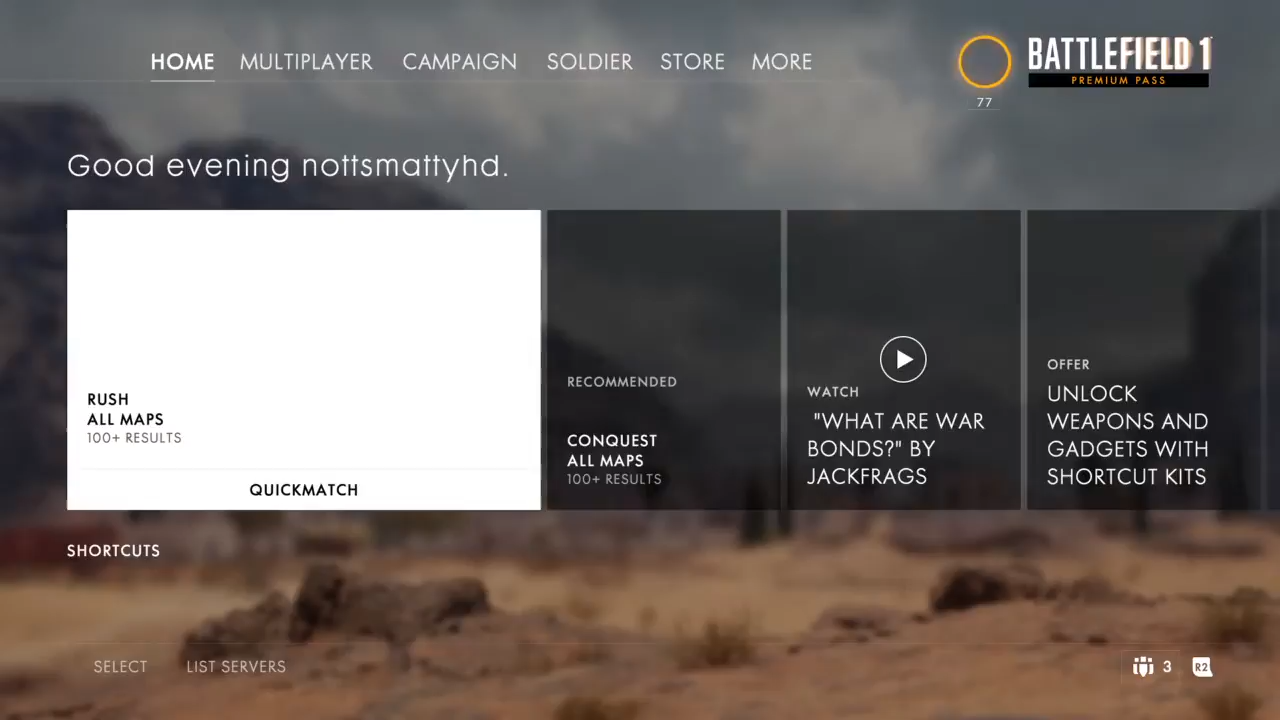 HOME MULTIPLAYER CAMPAIGN SOLDIER STORE MORE
BATTLEFIELD 1
PREMIUM PASS
77
Good evening nottsmattyhd.
RUSH
ALL MAPS
100+ RESULTS
QUICKMATCH
RECOMMENDED
CONQUEST
ALL MAPS
100+ RESULTS
WATCH
"WHAT ARE WAR
BONDS?" BY
JACKFRAGS
OFFER
UNLOCK
WEAPONS AND
GADGETS WITH
SHORTCUT KITS
SHORTCUTS
SELECT LIST SERVERS
3 R2